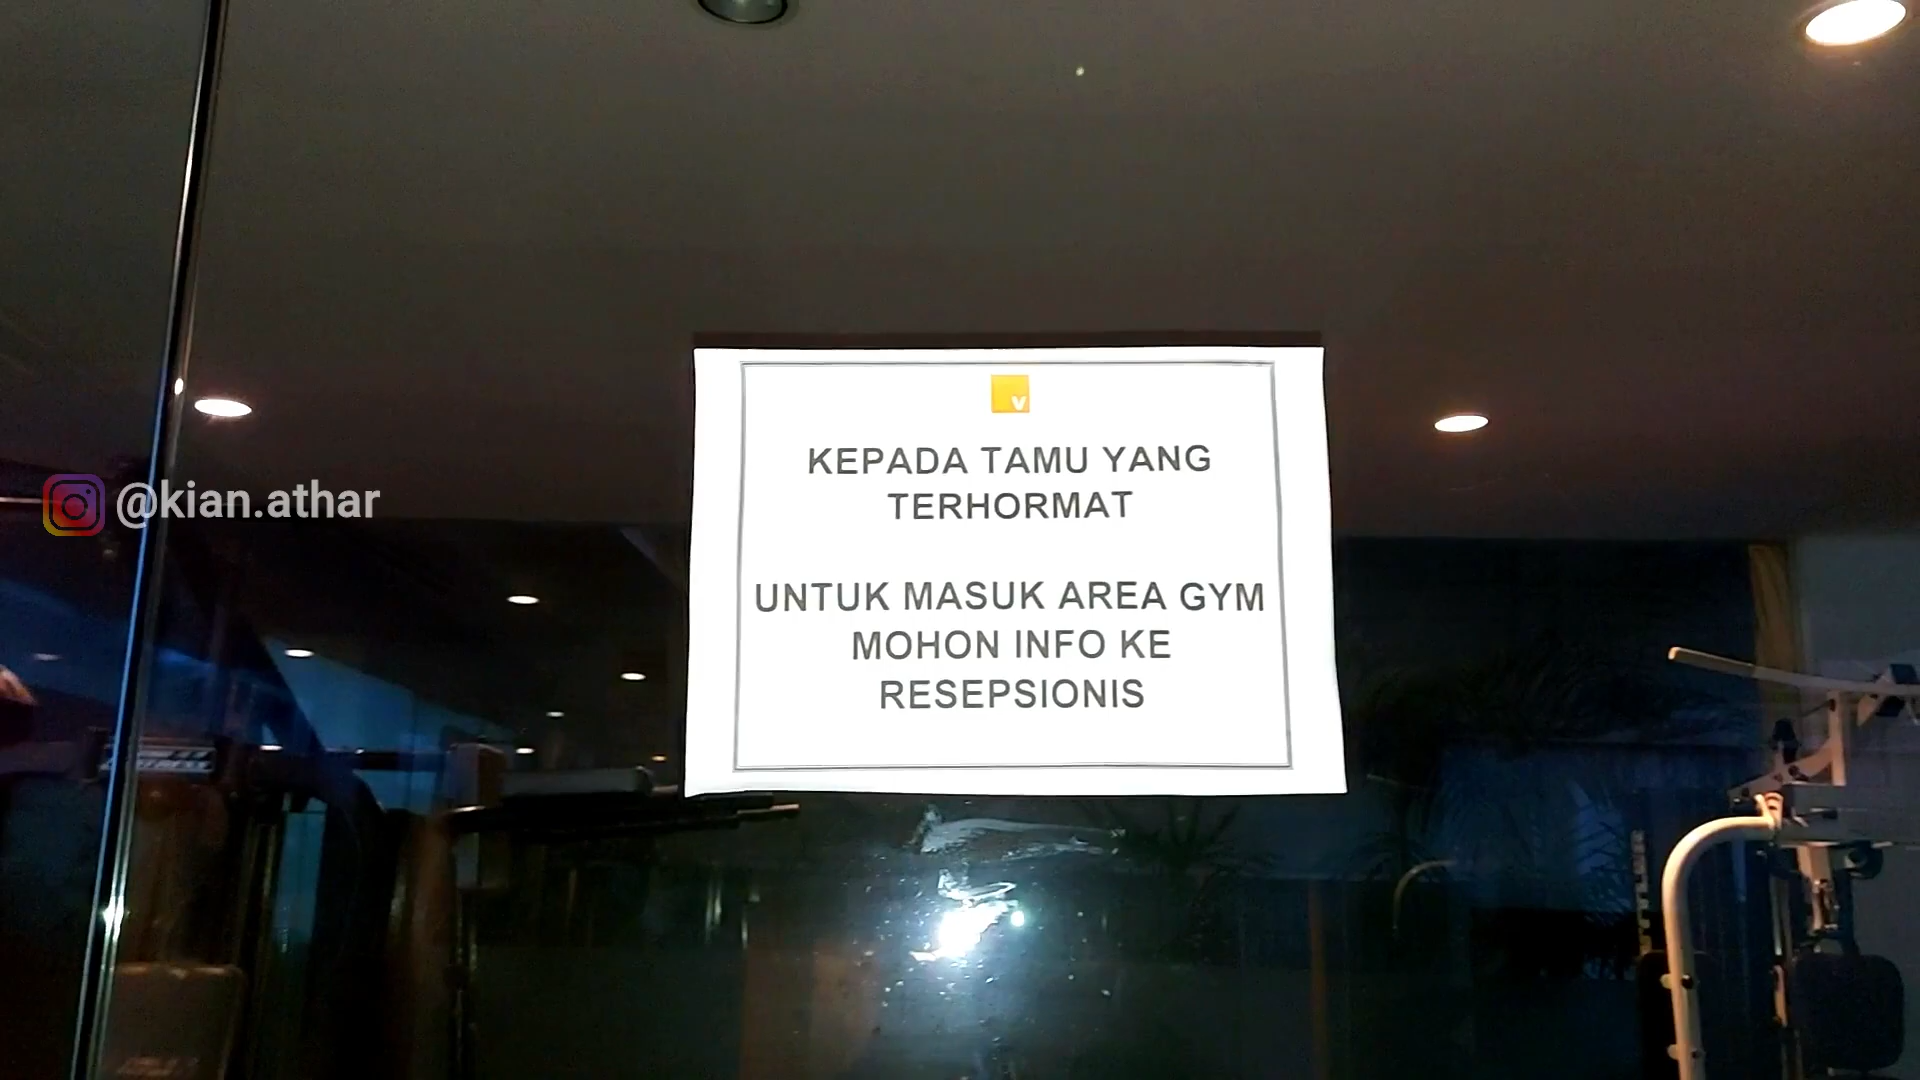 v
KEPADA TAMU YANG
TERHORMAT
UNTUK MASUK AREA GYM
MOHON INFO KE
RESEPSIONIS
@kian.athar